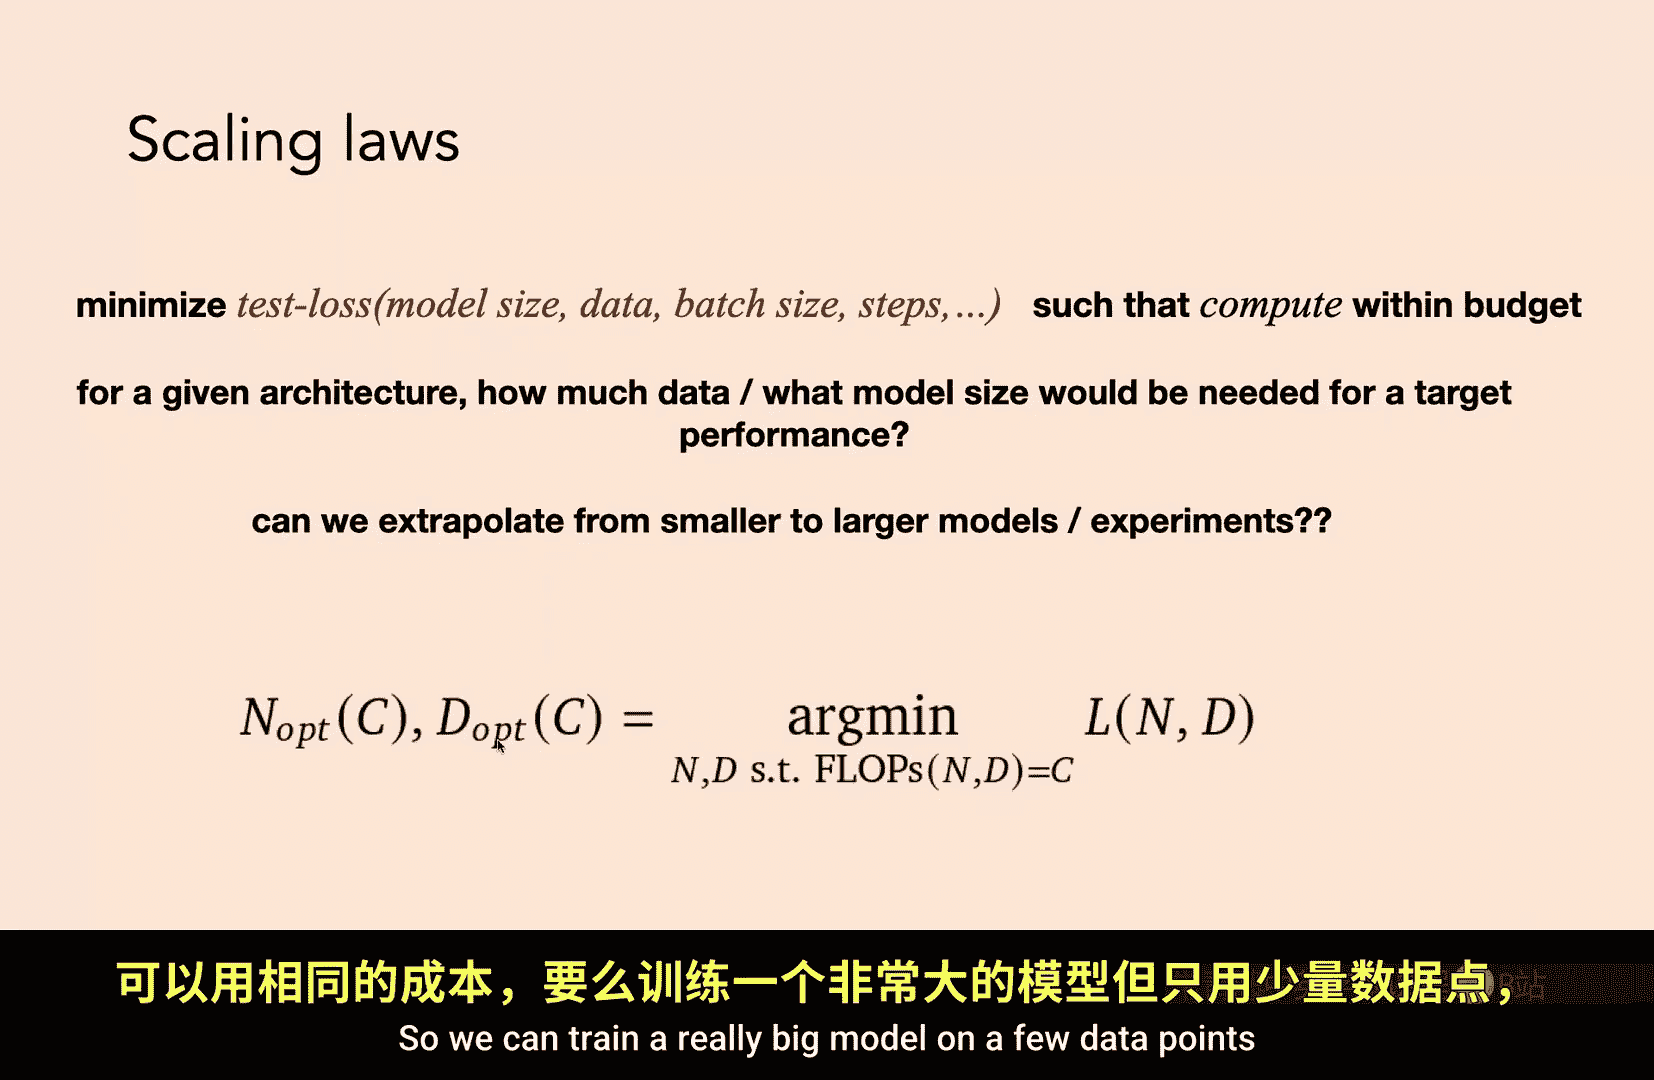 Scaling laws
minimize test-loss(model size, data, batch size, steps,…) such that compute within budget
for a given architecture, how much data / what model size would be needed for a target
performance?
can we extrapolate from smaller to larger models / experiments??
N_opt(C), D_opt(C) = argmin L(N, D)
N,D s.t. FLOPs(N,D)=C
可以用相同的成本，要么训练一个非常大的模型但只用少量数据点，
So we can train a really big model on a few data points